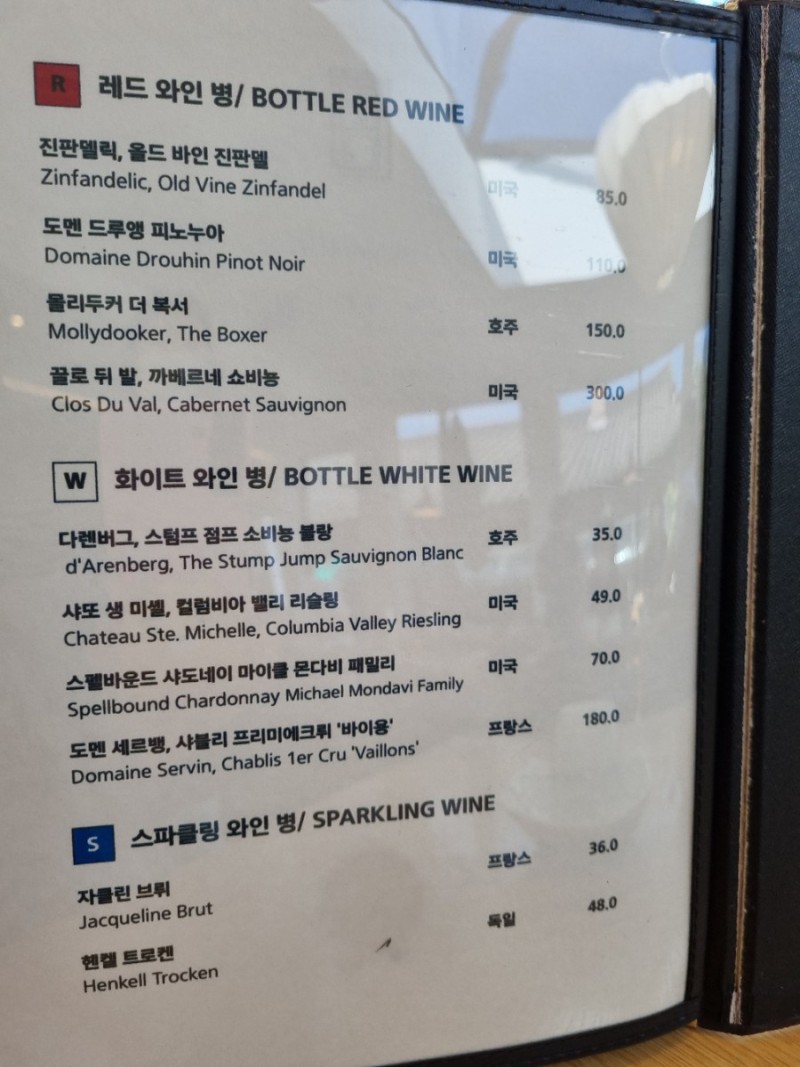 R 레드 와인 병/ BOTTLE RED WINE
진판델릭, 올드 바인 진판델
Zinfandelic, Old Vine Zinfandel 미국 85.0
도멘 드루앵 피노누아
Domaine Drouhin Pinot Noir 미국 110.0
몰리두커 더 복서
Mollydooker, The Boxer 호주 150.0
끌로 뒤 발, 까베르네 쇼비뇽
Clos Du Val, Cabernet Sauvignon 미국 300.0
W 화이트 와인 병/ BOTTLE WHITE WINE
다렌버그, 스텀프 점프 소비뇽 블랑
d'Arenberg, The Stump Jump Sauvignon Blanc 호주 35.0
샤또 생 미셸, 컬럼비아 밸리 리슬링
Chateau Ste. Michelle, Columbia Valley Riesling 미국 49.0
스펠바운드 샤도네이 마이클 몬다비 패밀리
Spellbound Chardonnay Michael Mondavi Family 미국 70.0
도멘 세르뱅, 샤블리 프리미에크뤼 '바이용'
Domaine Servin, Chablis 1er Cru 'Vaillons' 프랑스 180.0
S 스파클링 와인 병/ SPARKLING WINE
자클린 브뤼
Jacqueline Brut 프랑스 36.0
헨켈 트로켄
Henkell Trocken 독일 48.0